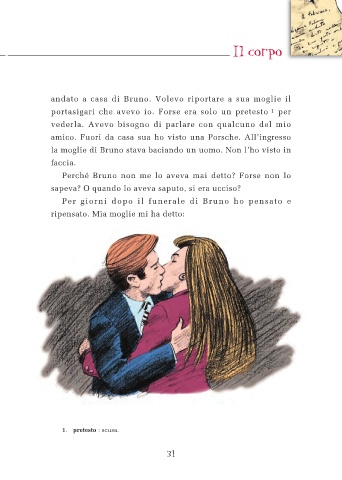 Il corpo
andato a casa di Bruno. Volevo riportare a sua moglie il
portasigari che avevo io. Forse era solo un pretesto ¹ per
vederla. Avevo bisogno di parlare con qualcuno del mio
amico. Fuori da casa sua ho visto una Porsche. All'ingresso
la moglie di Bruno stava baciando un uomo. Non l'ho visto in
faccia.
Perché Bruno non me lo aveva mai detto? Forse non lo
sapeva? O quando lo aveva saputo, si era ucciso?
Per giorni dopo il funerale di Bruno ho pensato e
ripensato. Mia moglie mi ha detto:
1. pretesto : scusa.
31